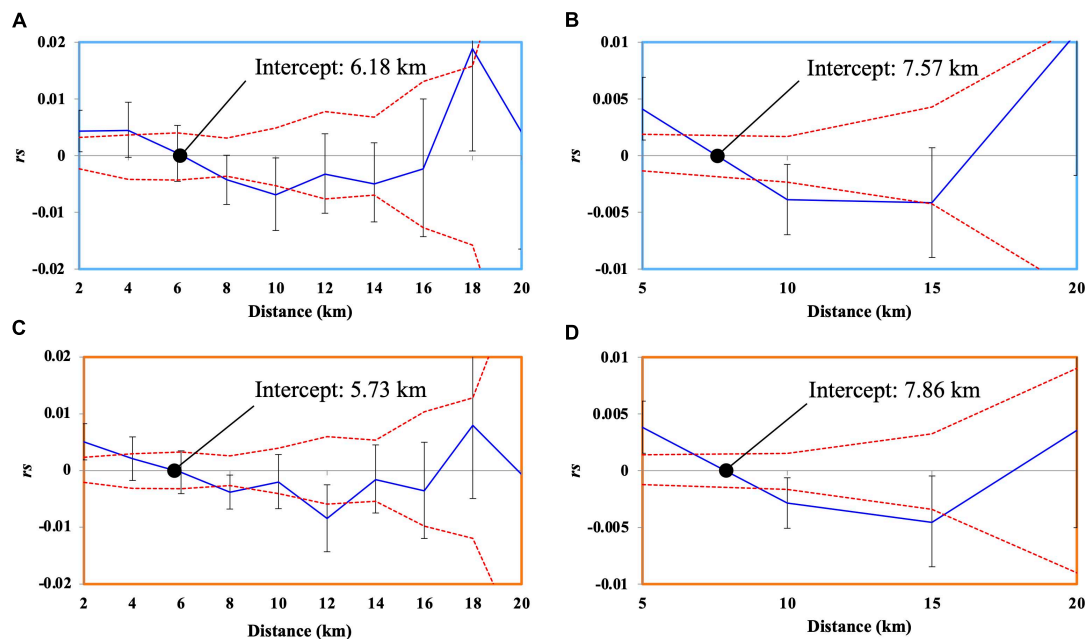 A
0.02
0.01
0
-0.01
-0.02
rs
Intercept: 6.18 km
2 4 6 8 10 12 14 16 18 20
Distance (km)
B
0.01
0.005
0
-0.005
-0.01
rs
Intercept: 7.57 km
5 10 15 20
Distance (km)
C
0.02
0.01
0
-0.01
-0.02
rs
Intercept: 5.73 km
2 4 6 8 10 12 14 16 18 20
Distance (km)
D
0.01
0.005
0
-0.005
-0.01
rs
Intercept: 7.86 km
5 10 15 20
Distance (km)